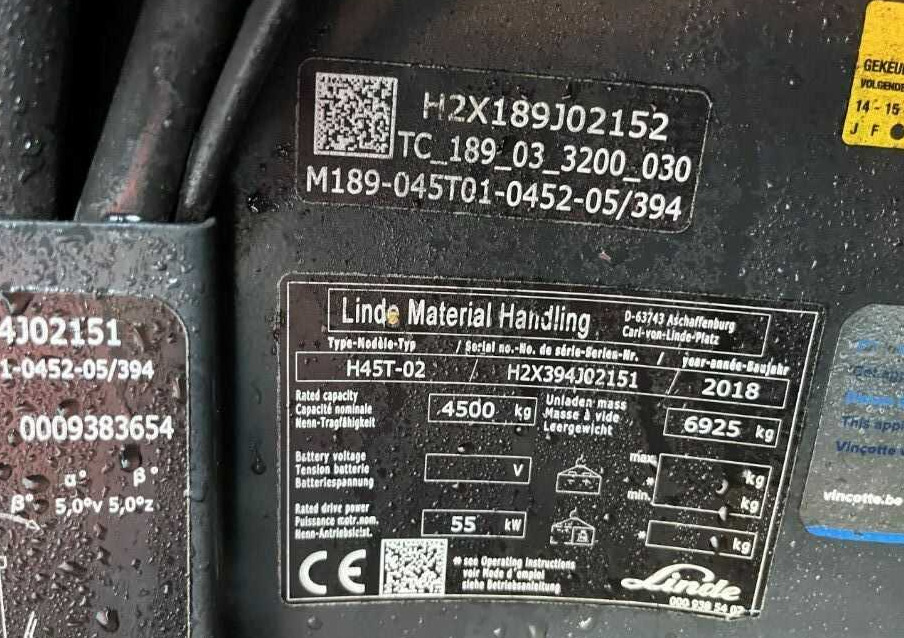 H2X189J02152
TC_189_03_3200_030
M189-045T01-0452-05/394
GEKEU
VOLGENDE
14 - 15
J F
4J02151
1-0452-05/394
0009383654
α° β°
β° 5,0°v 5,0°z
Linde Material Handling
D-63743 Aschaffenburg
Carl-von-Linde-Platz
Type-Modèle-Typ / Serial no.-No. de série-Serien-Nr. / year-année-Baujahr
H45T-02 / H2X394J02151 / 2018
Rated capacity
Capacité nominale
Nenn-Tragfähigkeit
4500 kg
Unladen mass
Masse à vide
Leergewicht
6925 kg
Battery voltage
Tension batterie
Batteriespannung
V
max.
* kg
min.
kg
Rated drive power
Puissance motr.nom.
Nenn-Antriebsleist.
55 kW
* kg
CE
* see Operating Instructions
voir Mode d'emploi
siehe Betriebsanleitung
Linde
000 938 54 07
This appl
Vinçotte
vincotte.be